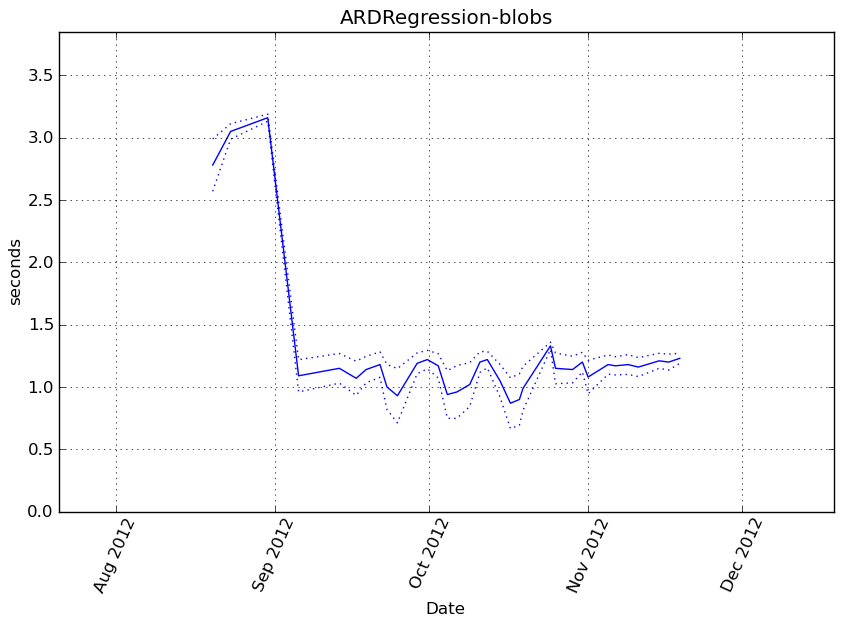 ARDRegression-blobs
3.5
3.0
2.5
2.0
1.5
1.0
0.5
0.0
seconds
Aug 2012
Sep 2012
Oct 2012
Nov 2012
Dec 2012
Date